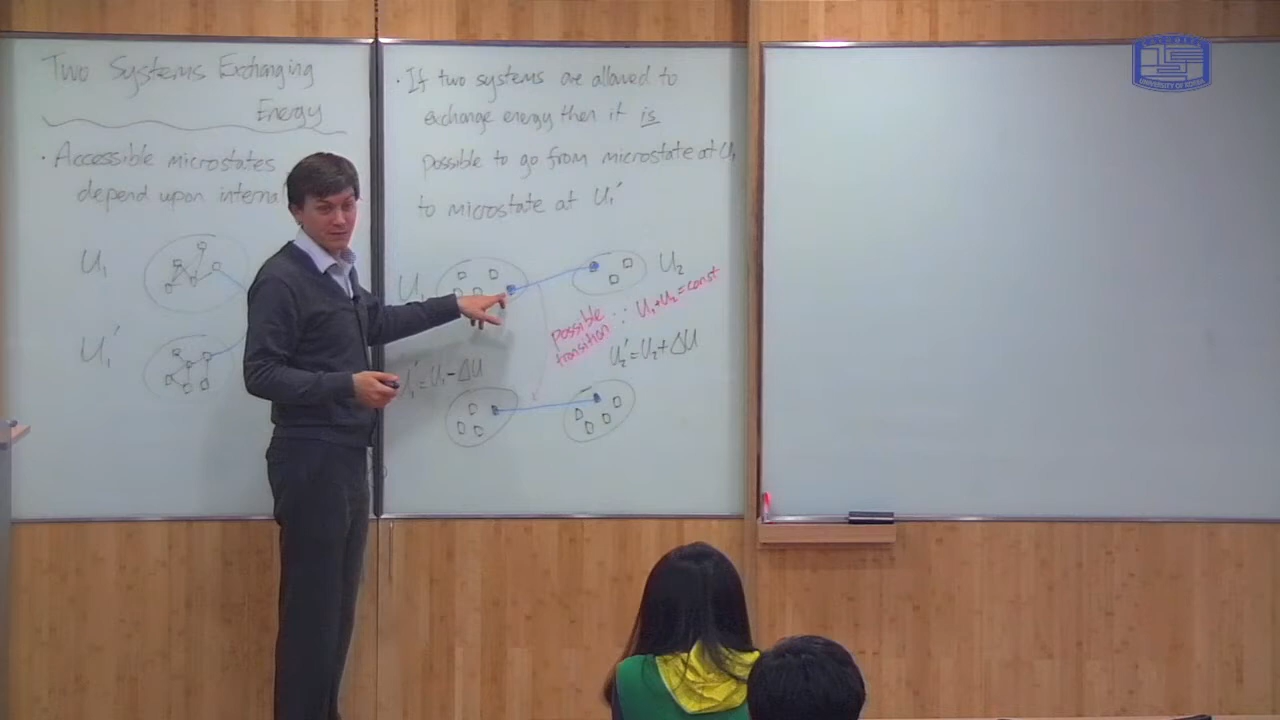 Two Systems Exchanging
Energy
· Accessible microstates
depend upon interna
U₁
U₁'
· If two systems are allowed to
exchange energy then it is
possible to go from microstate at U₁
to microstate at U₁'
U₁
U₂
possible
transition
∵ U₁+U₂=const
U₁'=U₁-ΔU
U₂'=U₂+ΔU